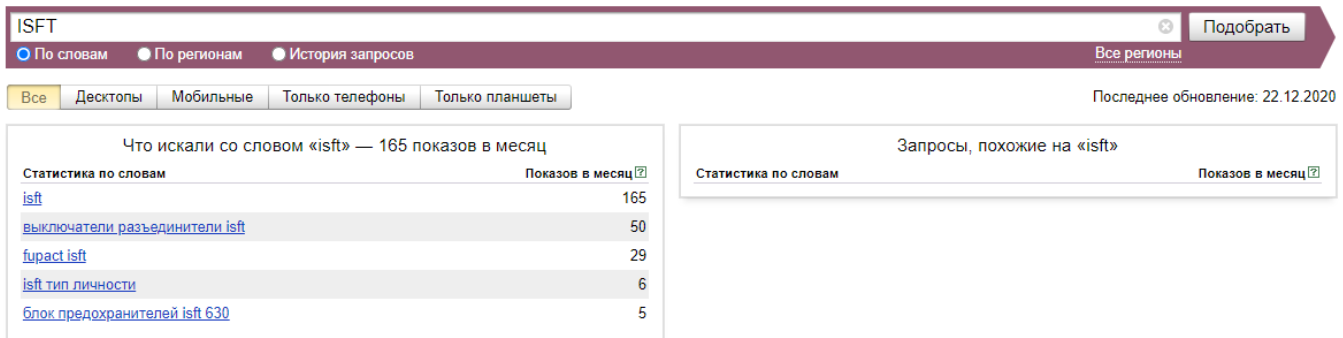 ISFT
Подобрать
По словам По регионам История запросов Все регионы
Все Десктопы Мобильные Только телефоны Только планшеты Последнее обновление: 22.12.2020
Что искали со словом «isft» — 165 показов в месяц
Статистика по словам Показов в месяц ?
isft 165
выключатели разъединители isft 50
fupact isft 29
isft тип личности 6
блок предохранителей isft 630 5
Запросы, похожие на «isft»
Статистика по словам Показов в месяц ?